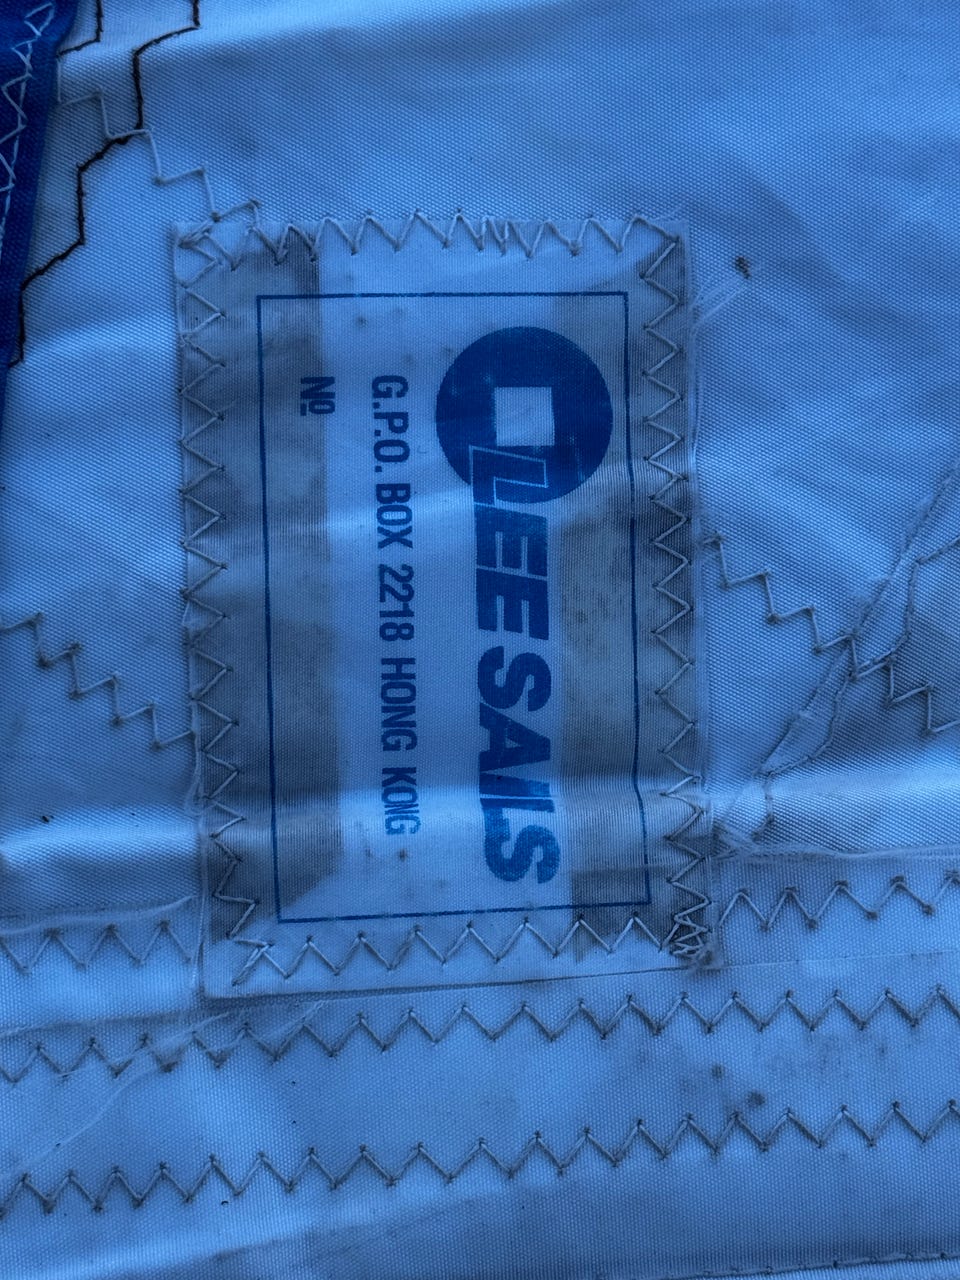 LEE SAILS
G.P.O. BOX 2218 HONG KONG
Nº